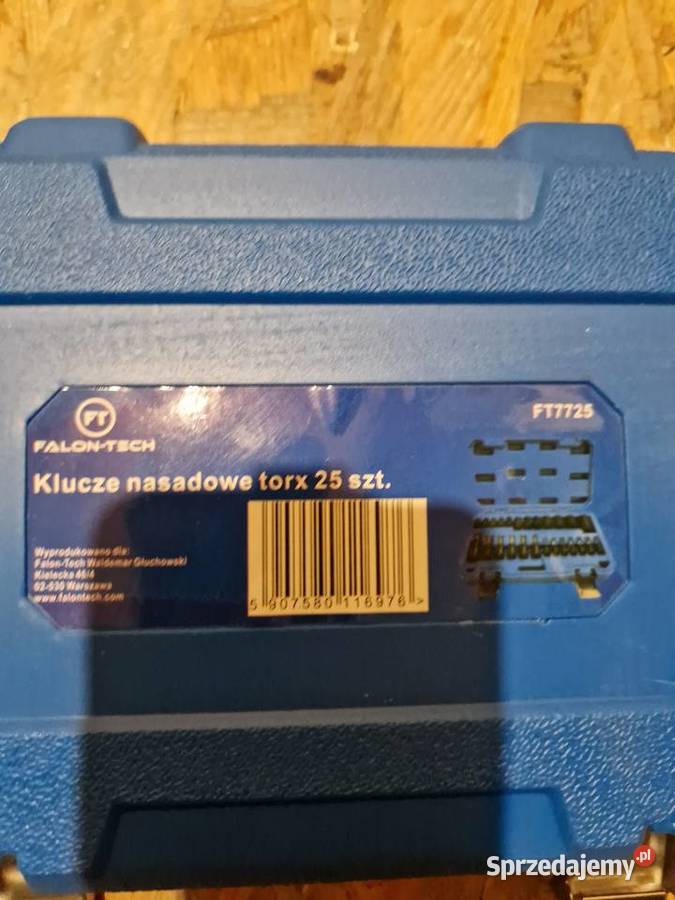 FT
FALON-TECH
FT7725
Klucze nasadowe torx 25 szt.
Wyprodukowano dla:
Falon-Tech Waldemar Głuchowski
Kielecka 46/4
02-530 Warszawa
www.falontech.com
5 907580 116976 >
Sprzedajemy.pl